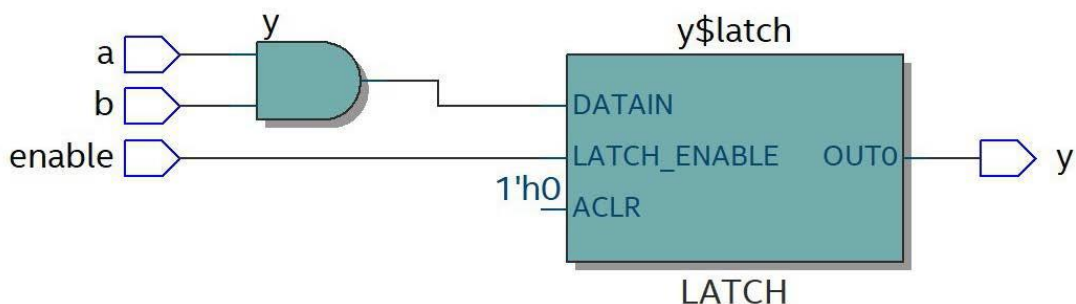 y
y$latch
a
b
DATAIN
enable
LATCH_ENABLE
OUT0
y
1'h0
ACLR
LATCH